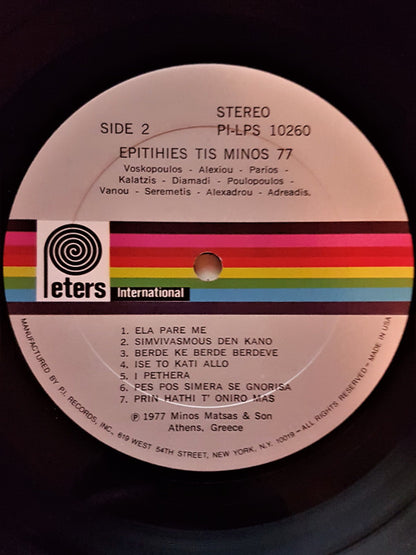 STEREO
SIDE 2 PI-LPS 10260
EPITIHIES TIS MINOS 77
Voskopoulos - Alexiou - Parios -
Kalatzis - Diamadi - Poulopoulos -
Vanou - Seremetis - Alexadrou - Adreadis.
Peters
International
1. ELA PARE ME
2. SIMVIVASMOUS DEN KANO
3. BERDE KE BERDE BERDEVE
4. ISE TO KATI ALLO
5. I PETHERA
6. PES POS SIMERA SE GNORISA
7. PRIN HATHI T' ONIRO MAS
℗ 1977 Minos Matsas & Son
Athens, Greece
MANUFACTURED BY P.I. RECORDS, INC., 619 WEST 54TH STREET, NEW YORK, N.Y. 10019 – ALL RIGHTS RESERVED – MADE IN USA